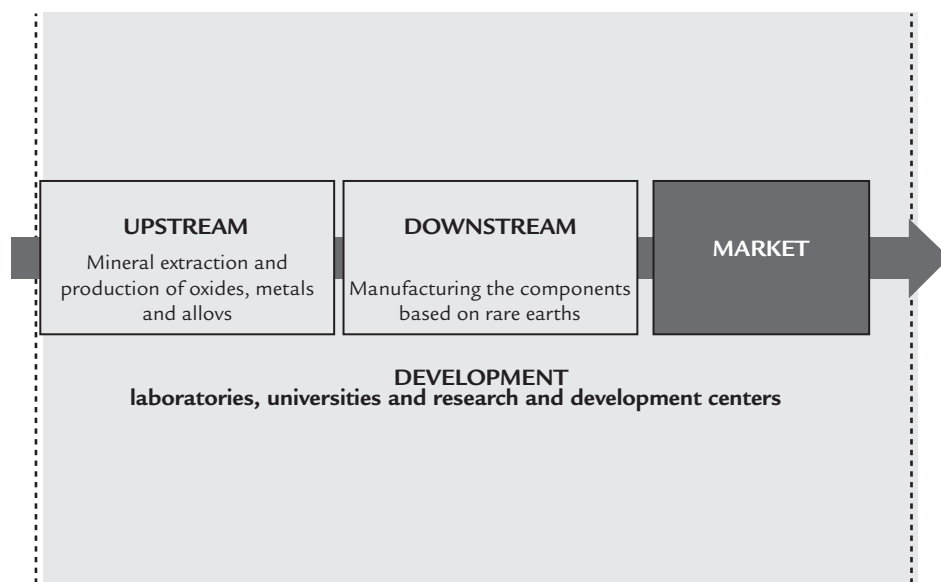 UPSTREAM
Mineral extraction and
production of oxides, metals
and allovs
DOWNSTREAM
Manufacturing the components
based on rare earths
MARKET
DEVELOPMENT
laboratories, universities and research and development centers